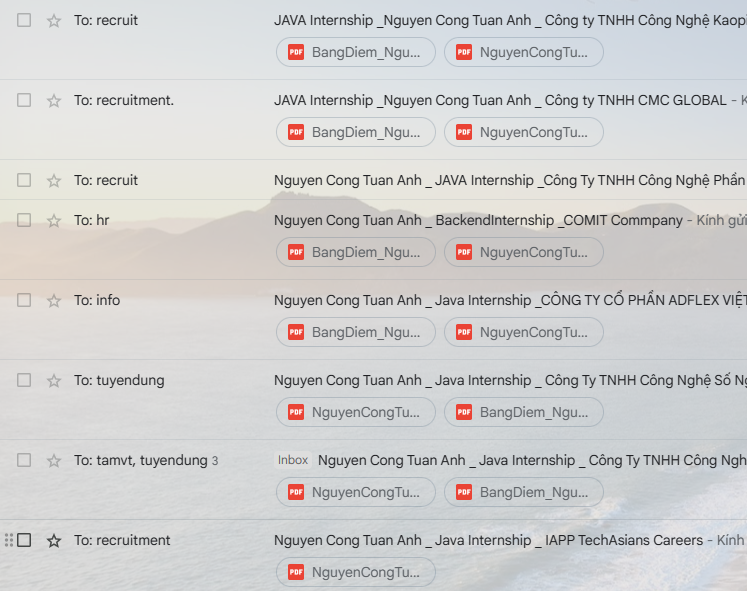 To: recruit JAVA Internship _Nguyen Cong Tuan Anh _ Công ty TNHH Công Nghệ Kaopi
PDF BangDiem_Ngu... PDF NguyenCongTu...
To: recruitment. JAVA Internship _Nguyen Cong Tuan Anh _ Công ty TNHH CMC GLOBAL - K
PDF BangDiem_Ngu... PDF NguyenCongTu...
To: recruit Nguyen Cong Tuan Anh _ JAVA Internship _Công Ty TNHH Công Nghệ Phần
To: hr Nguyen Cong Tuan Anh _ BackendInternship _COMIT Commpany - Kính gửi
PDF BangDiem_Ngu... PDF NguyenCongTu...
To: info Nguyen Cong Tuan Anh _ Java Internship _CÔNG TY CỔ PHẦN ADFLEX VIỆT
PDF BangDiem_Ngu... PDF NguyenCongTu...
To: tuyendung Nguyen Cong Tuan Anh _ Java Internship _ Công Ty TNHH Công Nghệ Số Ng
PDF NguyenCongTu... PDF BangDiem_Ngu...
To: tamvt, tuyendung 3 Inbox Nguyen Cong Tuan Anh _ Java Internship _ Công Ty TNHH Công Ngh
PDF NguyenCongTu... PDF BangDiem_Ngu...
To: recruitment Nguyen Cong Tuan Anh _ Java Internship _ IAPP TechAsians Careers - Kính
PDF NguyenCongTu...